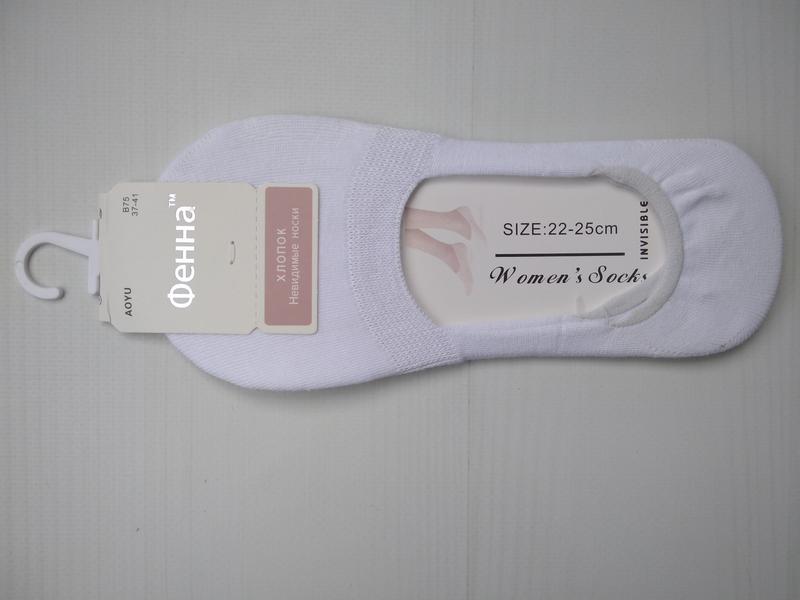 B75
37-41
AOYU
Фенна™
ХЛОПОК
Невидимые носки
SIZE:22-25cm
Women's Socks
INVISIBLE